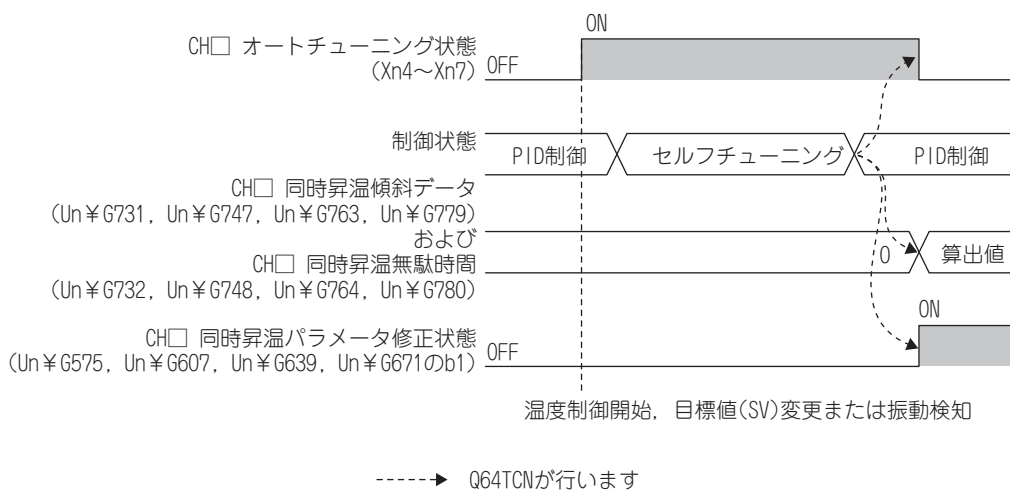 ON
CH□ オートチューニング状態
(Xn4～Xn7) OFF
制御状態 PID制御 セルフチューニング PID制御
CH□ 同時昇温傾斜データ
(Un￥G731, Un￥G747, Un￥G763, Un￥G779)
および
CH□ 同時昇温無駄時間
(Un￥G732, Un￥G748, Un￥G764, Un￥G780)
0 算出値
ON
CH□ 同時昇温パラメータ修正状態
(Un￥G575, Un￥G607, Un￥G639, Un￥G671のb1) OFF
温度制御開始, 目標値(SV)変更または振動検知
Q64TCNが行います